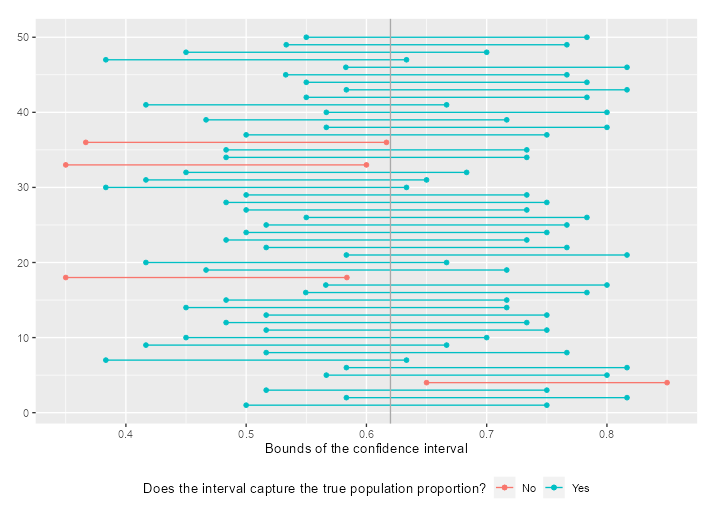 50
40
30
20
10
0
0.4 0.5 0.6 0.7 0.8
Bounds of the confidence interval
Does the interval capture the true population proportion? No Yes